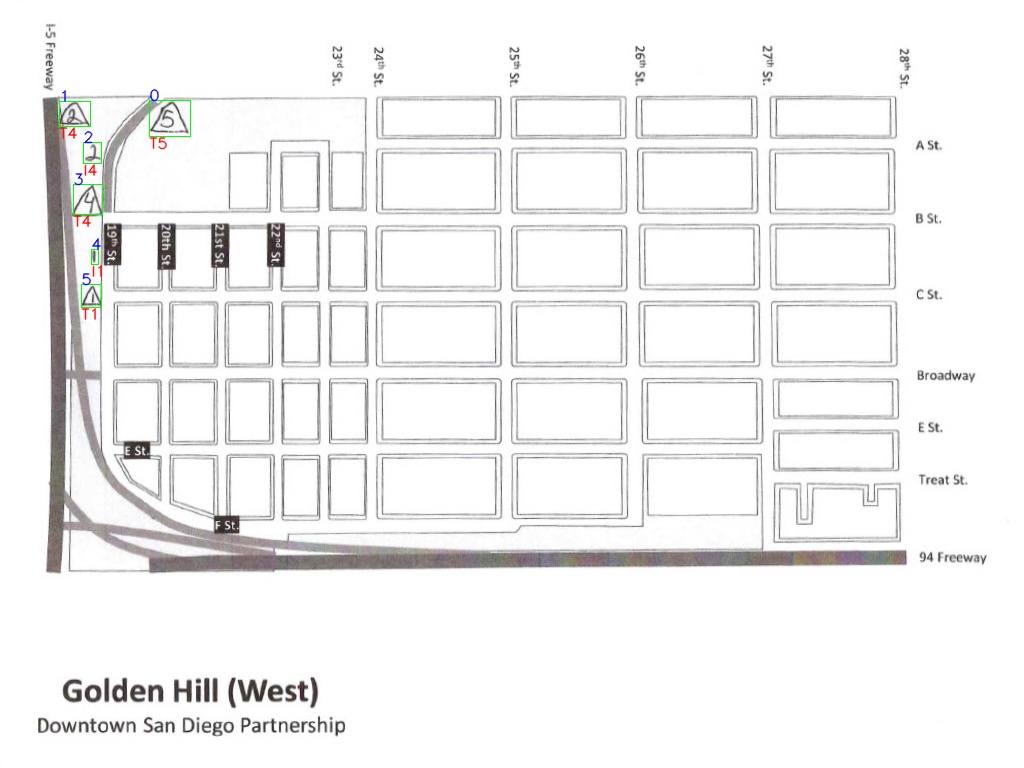 I-5 Freeway
23rd St.
24th St.
25th St.
26th St.
27th St.
28th St.
1
0
2
5
T4
T5
2
2
I4
3
4
T4
19th St.
20th St.
21st St.
22nd St.
4
1
I1
5
1
T1
A St.
B St.
C St.
Broadway
E St.
Treat St.
94 Freeway
E St.
F St.
Golden Hill (West)
Downtown San Diego Partnership